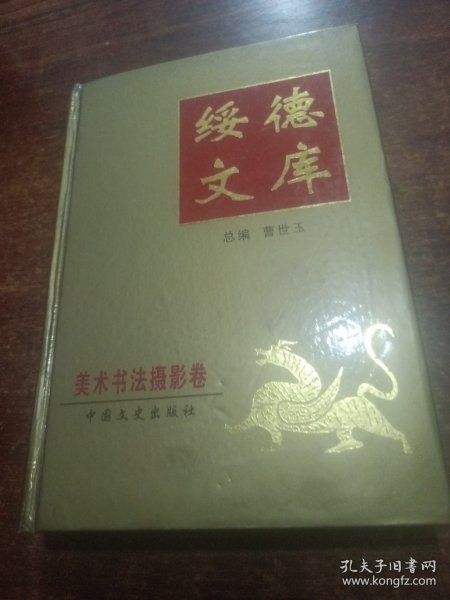 绥德
文库
总编 曹世玉
美术书法摄影卷
中国文史出版社
孔夫子旧书网
www.kongfz.com